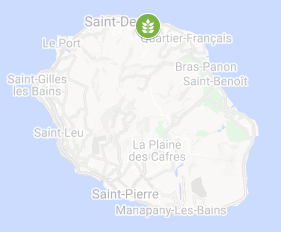 Saint-De
Quartier-Français
Le Port
Bras-Panon
Saint-Gilles
les Bains
Saint-Benoît
Saint-Leu
La Plaine
des Cafres
Saint-Pierre
Manapany-Les-Bains